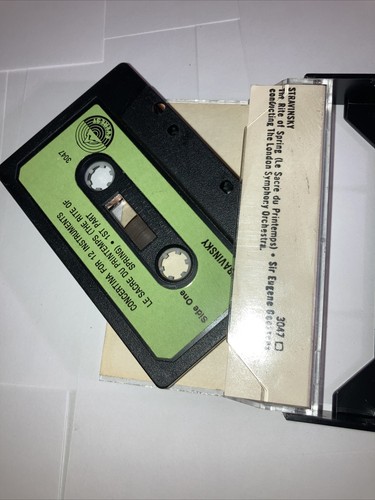 STRAVINSKY
The Rite of Spring (Le Sacre du Printemps) • Sir Eugene Goossens
conducting The London Symphony Orchestra.
3047
3047
STRAVINSKY
Side One
CONCERTINA FOR 12 INSTRUMENTS
LE SACRE DU PRINTEMPS (THE RITE OF
SPRING) • 1ST PART